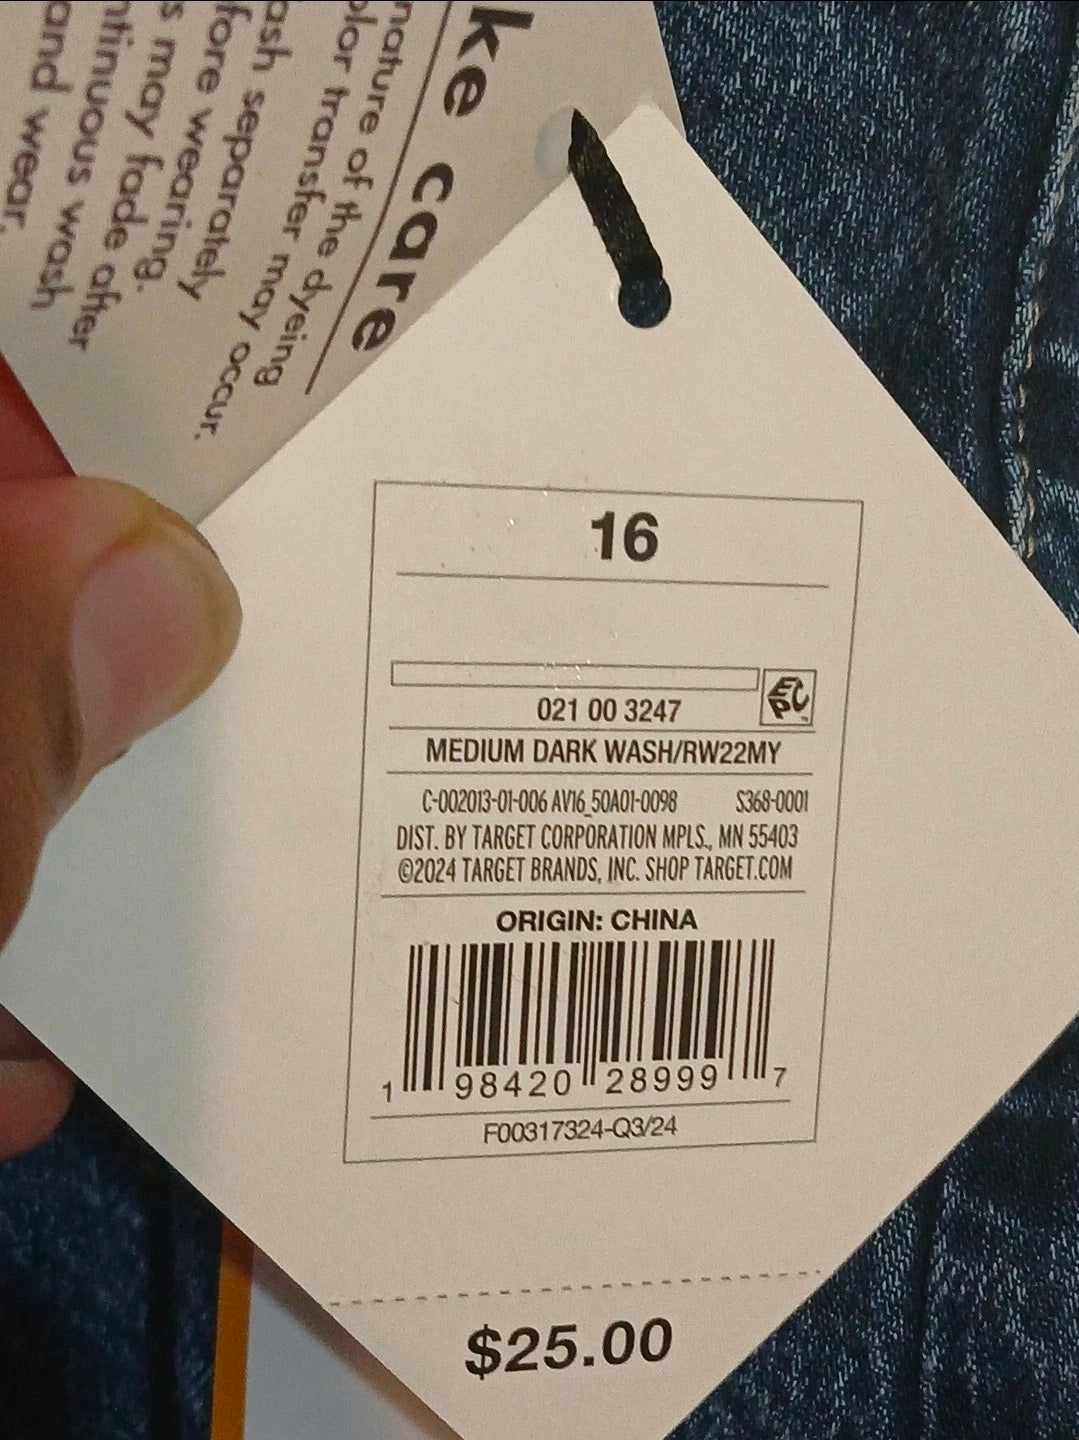 ke care
nature of the dyeing
olor transfer may occur.
ash separately
fore wearing.
s may fade after
ntinuous wash
and wear.
16
EPC
021 00 3247
MEDIUM DARK WASH/RW22MY
C-002013-01-006 AV16_50A01-0098 S368-0001
DIST. BY TARGET CORPORATION MPLS., MN 55403
©2024 TARGET BRANDS, INC. SHOP TARGET.COM
ORIGIN: CHINA
1 98420 28999 7
F00317324-Q3/24
$25.00